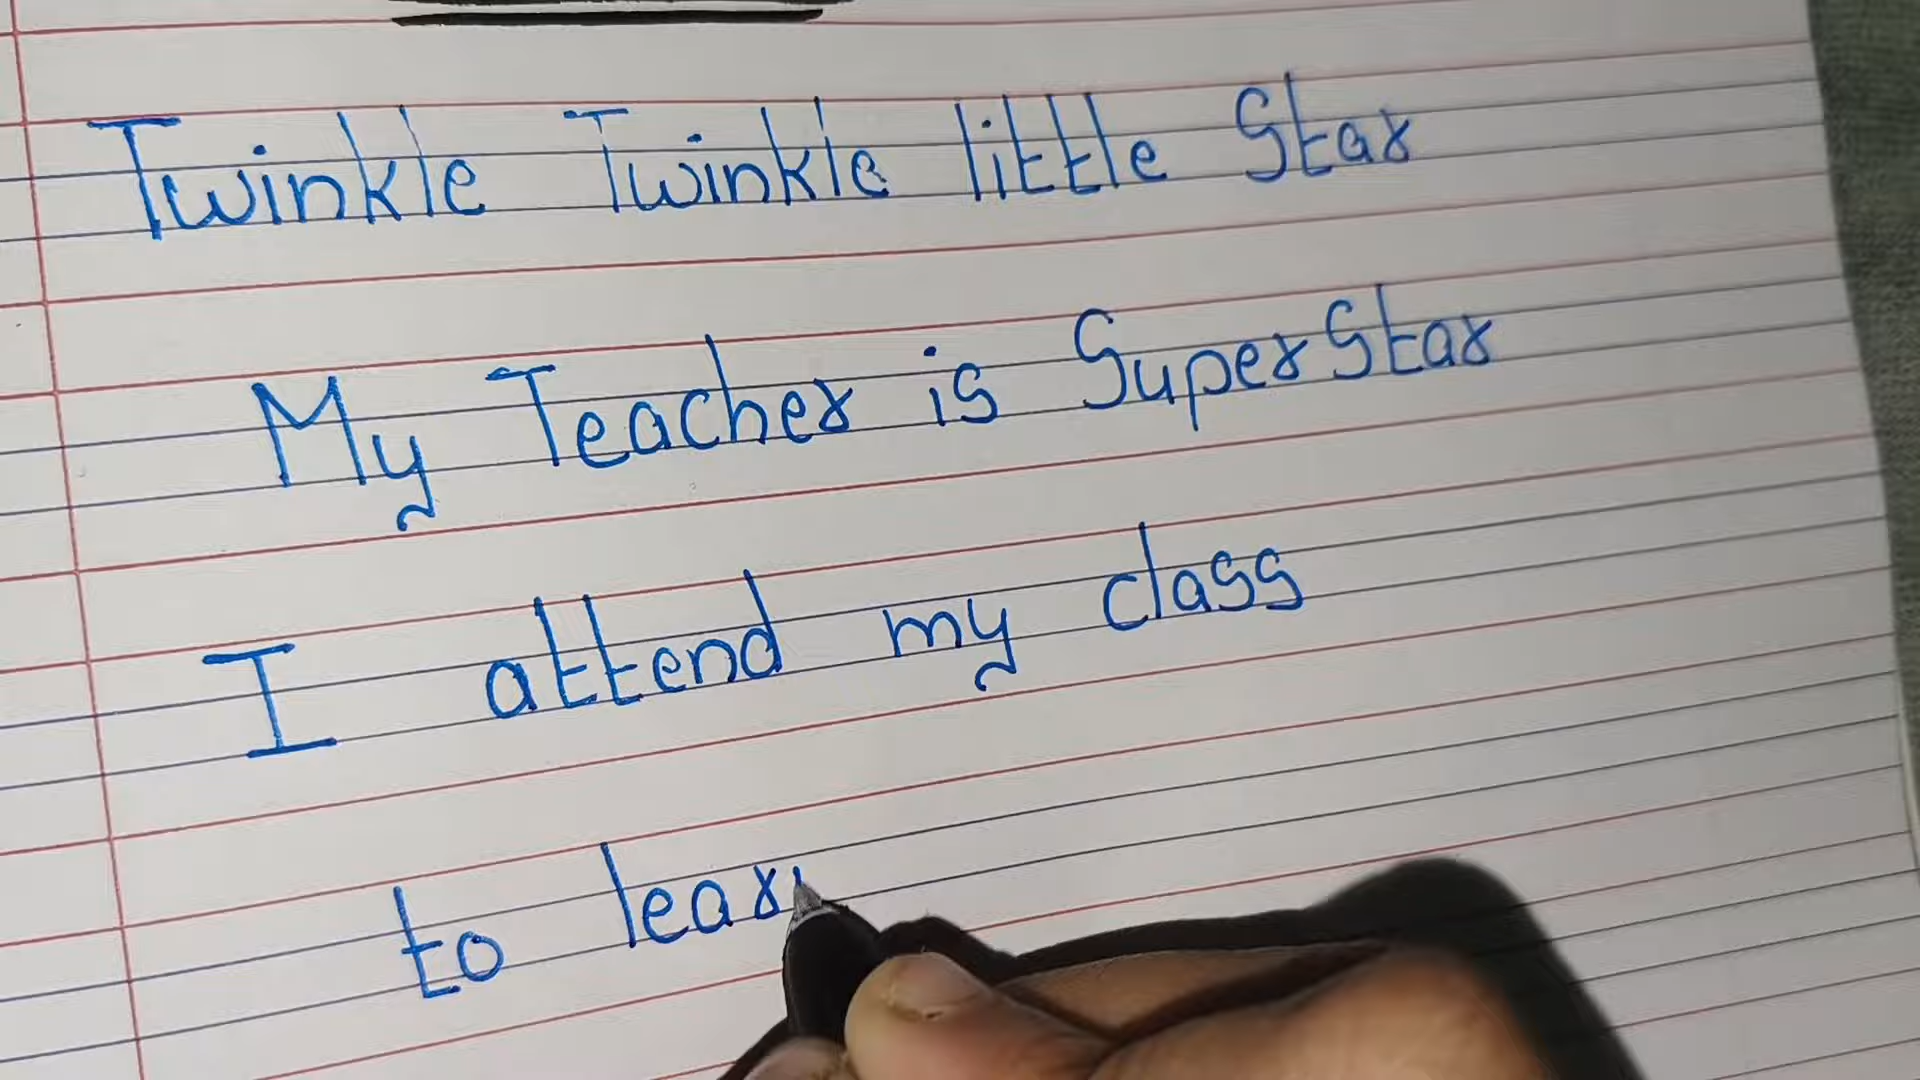 Twinkle Twinkle little Star
My Teacher is SuperStar
I attend my class
to lear